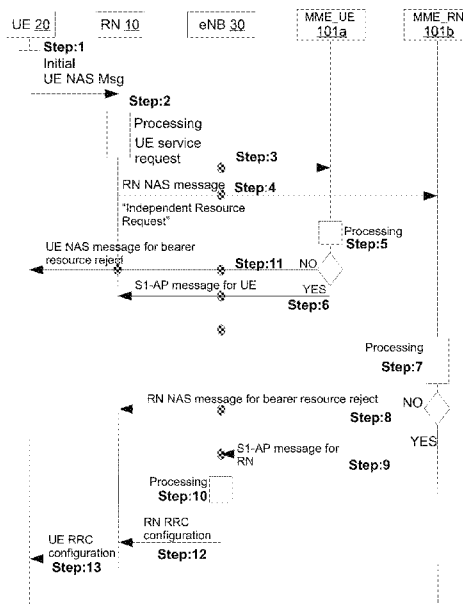 UE 20
RN 10
eNB 30
MME_UE
101a
MME_RN
101b
Step:1
Initial
UE NAS Msg
Step:2
Processing
UE service
request
Step:3
RN NAS message
Step:4
"Independent Resource
Request"
Processing
Step:5
UE NAS message for bearer
resource reject
Step:11
NO
S1-AP message for UE
YES
Step:6
Processing
Step:7
RN NAS message for bearer resource reject
NO
Step:8
YES
S1-AP message for
RN
Step:9
Processing
Step:10
RN RRC
configuration
Step:12
UE RRC
configuration
Step:13